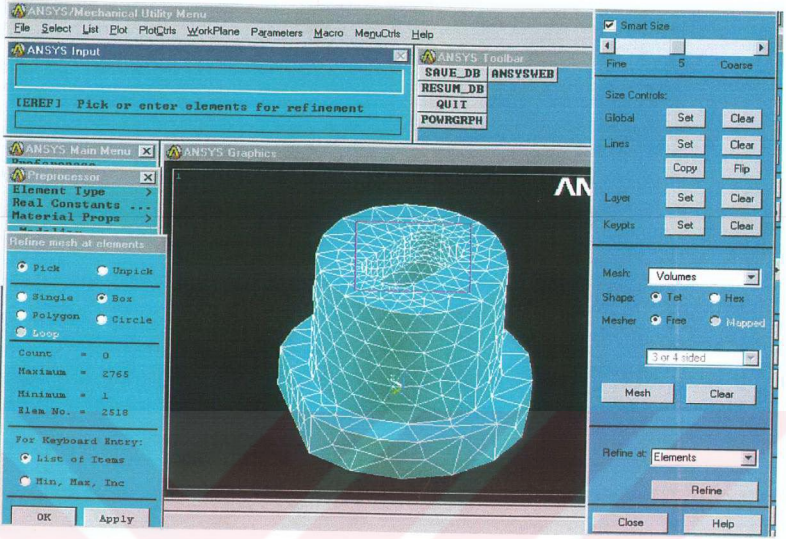 ANSYS/Mechanical Utility Menu
File Select List Plot PlotCtrls WorkPlane Parameters Macro MenuCtrls Help
ANSYS Input
[EREF] Pick or enter elements for refinement
ANSYS Toolbar
SAVE_DB ANSYSWEB
RESUM_DB
QUIT
POWRGRPH
ANSYS Main Menu
Preferences
Preprocessor
Element Type >
Real Constants ...
Material Props >
Refine mesh at elements
Pick Unpick
Single Box
Polygon Circle
Loop
Count = 0
Maximum = 2765
Minimum = 1
Elem No. = 2518
For Keyboard Entry:
List of Items
Min, Max, Inc
OK Apply
ANSYS Graphics
1
AN
Smart Size
Fine 5 Coarse
Size Controls:
Global Set Clear
Lines Set Clear
Copy Flip
Layer Set Clear
Keypts Set Clear
Mesh: Volumes
Shape: Tet Hex
Mesher Free Mapped
3 or 4 sided
Mesh Clear
Refine at: Elements
Refine
Close Help